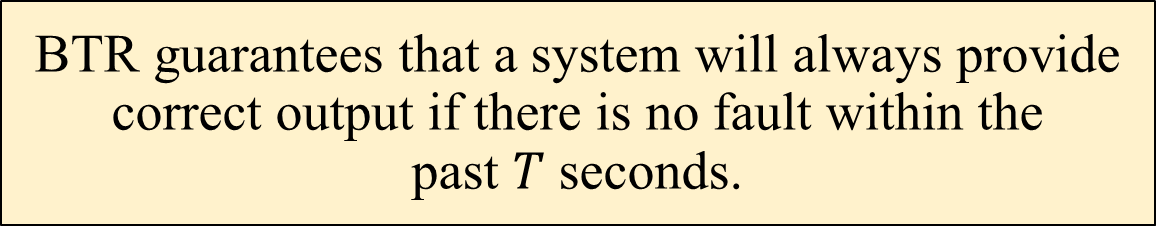 BTR guarantees that a system will always provide
correct output if there is no fault within the
past T seconds.